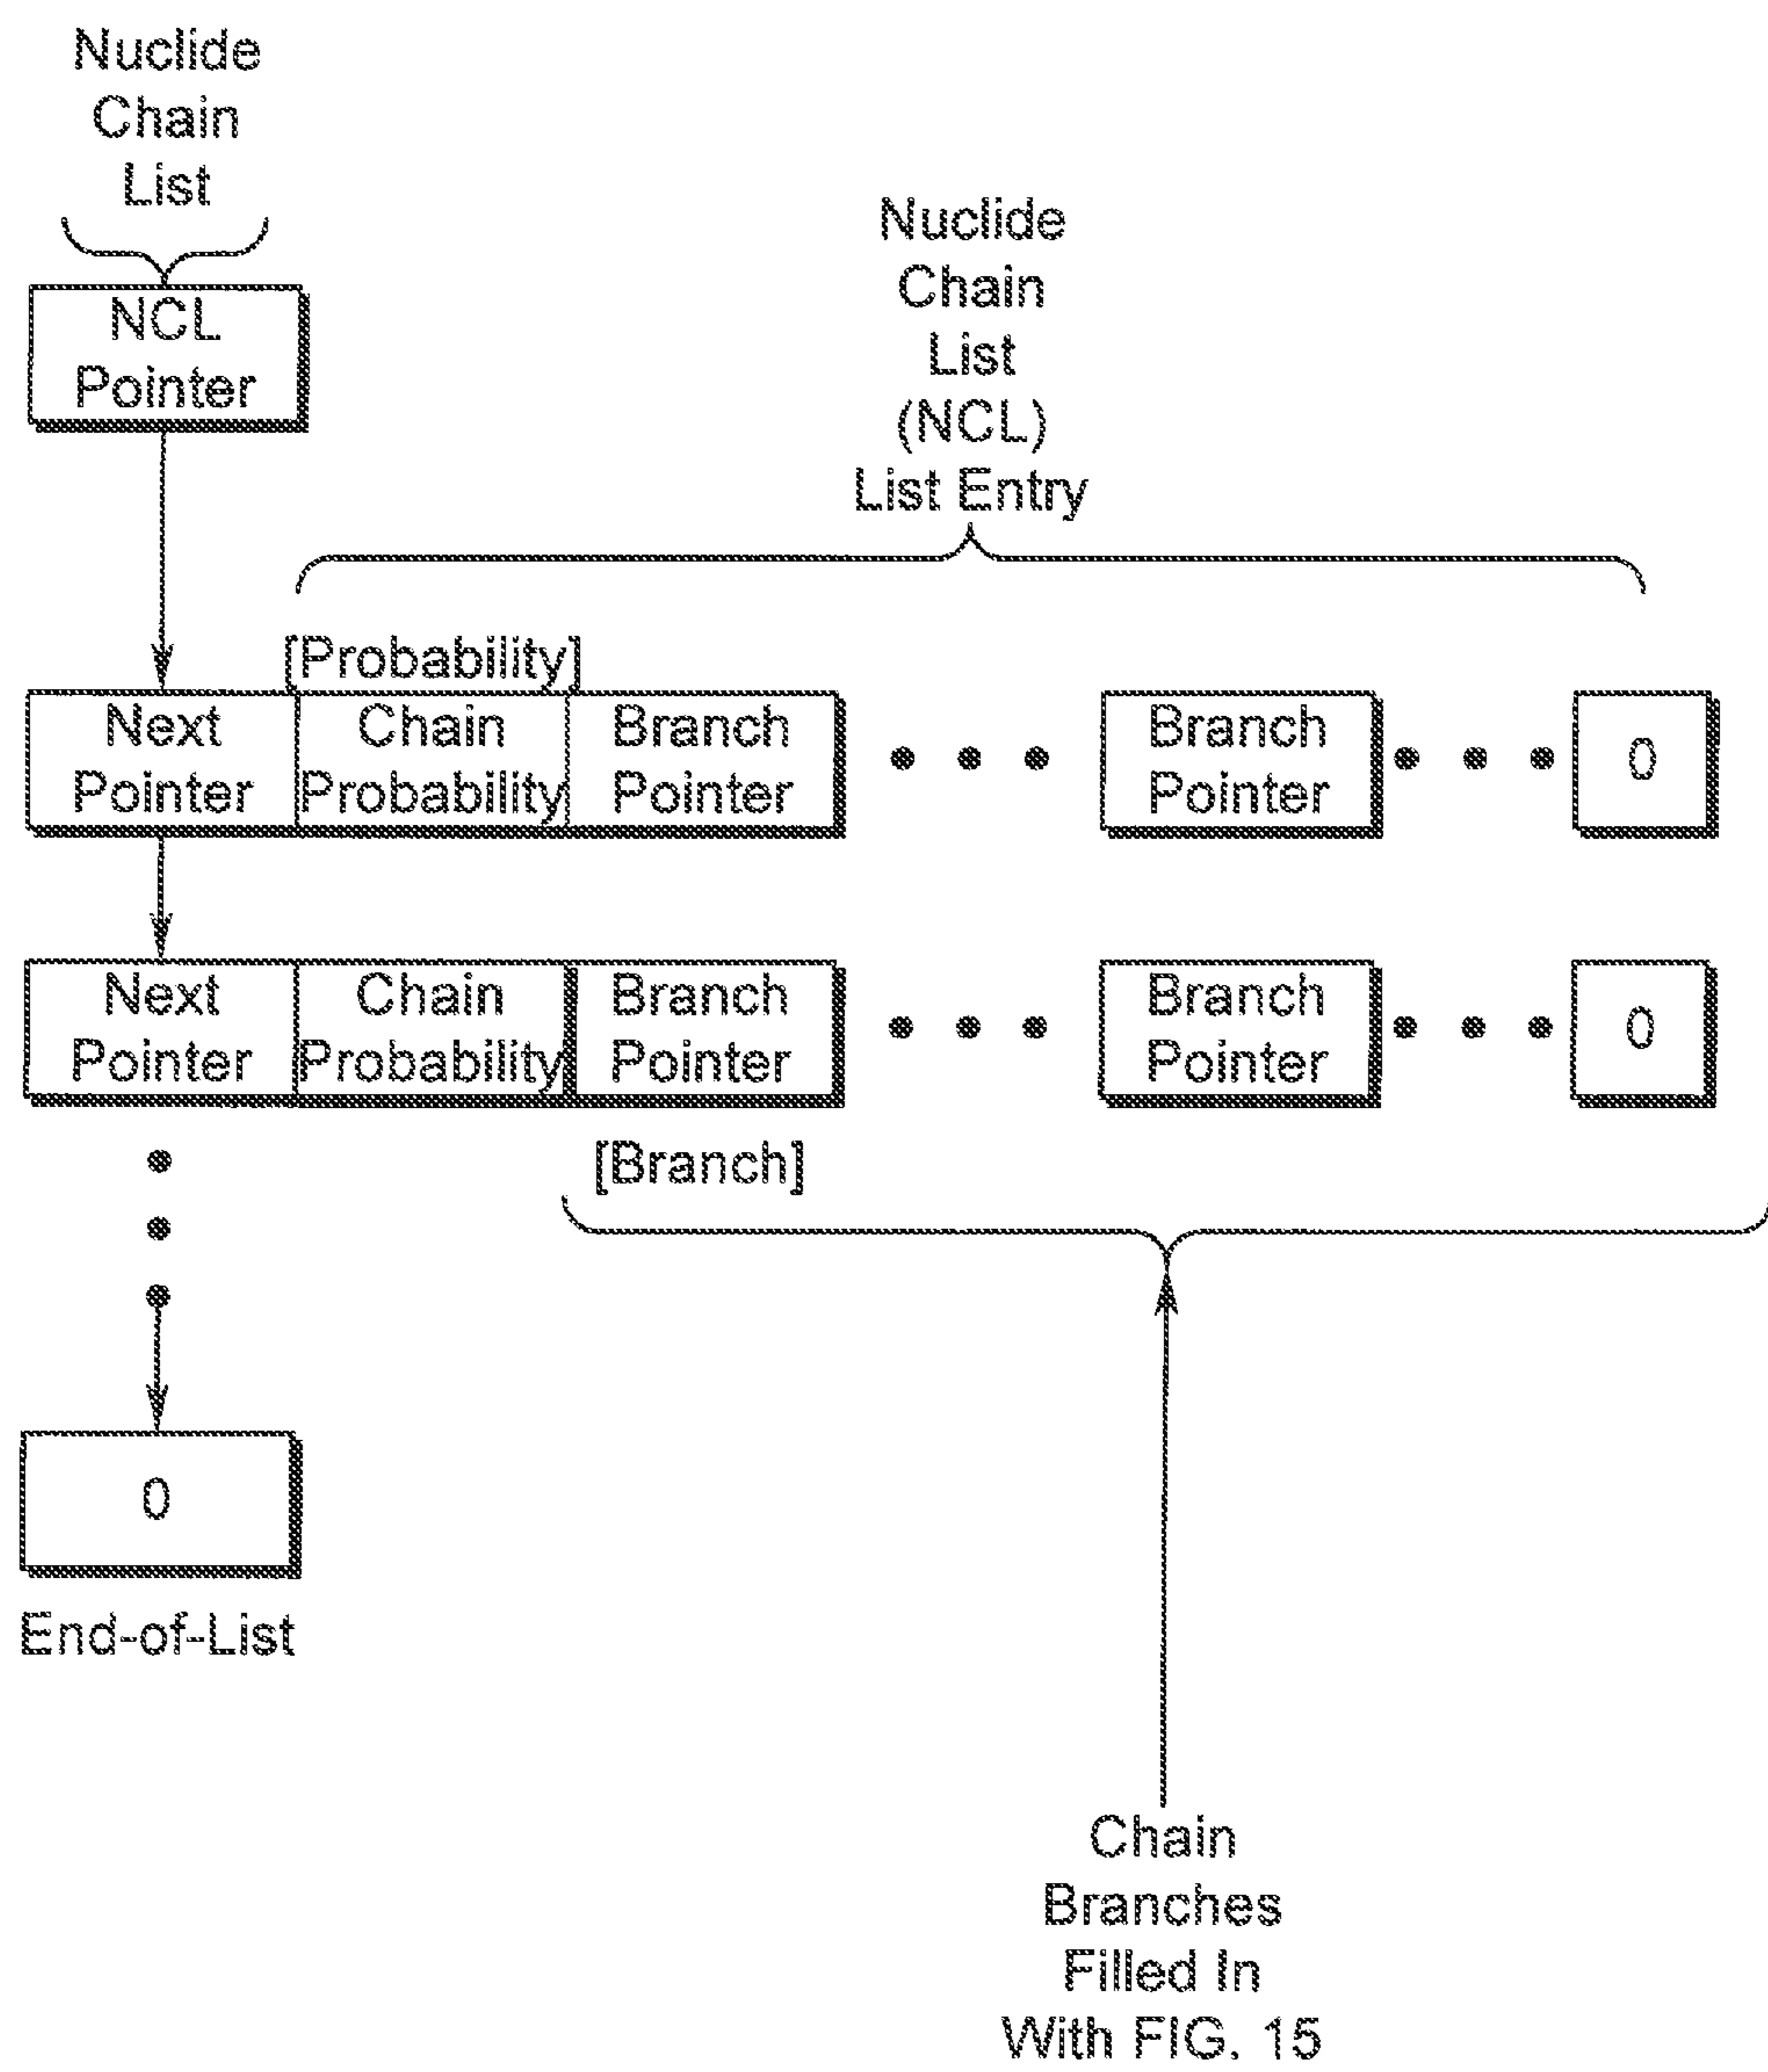 Nuclide
Chain
List
NCL
Pointer
Nuclide
Chain
List
(NCL)
List Entry
[Probability]
Next
Pointer
Chain
Probability
Branch
Pointer
Branch
Pointer
0
Next
Pointer
Chain
Probability
Branch
Pointer
Branch
Pointer
0
[Branch]
0
End-of-List
Chain
Branches
Filled In
With FIG. 15